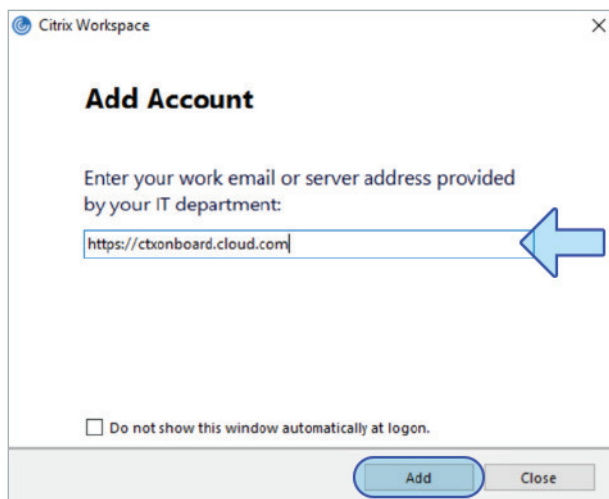 Citrix Workspace
Add Account
Enter your work email or server address provided
by your IT department:
https://ctxonboard.cloud.com
Do not show this window automatically at logon.
Add Close